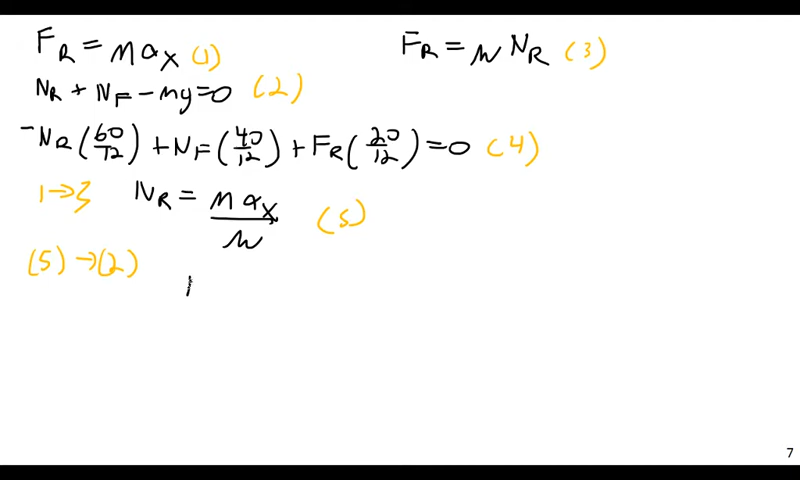 F_R = m a_x (1)   F_R = μ N_R (3)
N_R + N_F - mg = 0 (2)
-N_R (60/12) + N_F (40/12) + F_R (20/12) = 0 (4)
1 → 3   N_R = m a_x / μ (5)
(5) → (2)
7